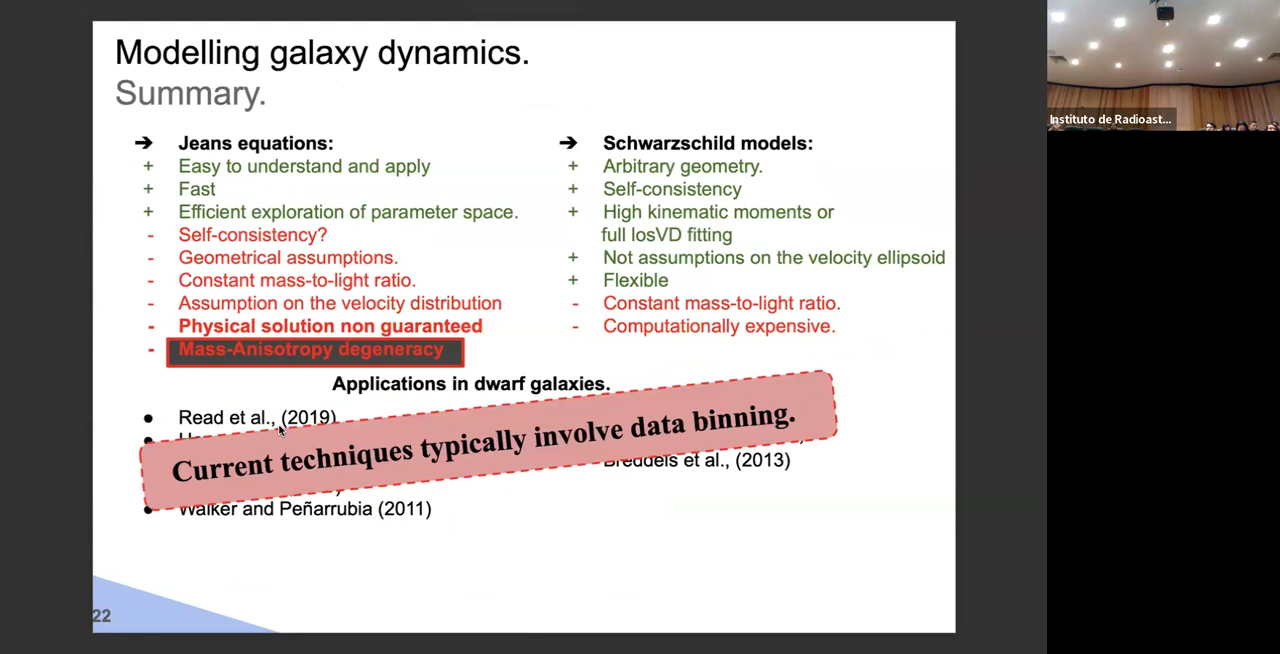 Modelling galaxy dynamics.
Summary.
➔ Jeans equations:
+ Easy to understand and apply
+ Fast
+ Efficient exploration of parameter space.
- Self-consistency?
- Geometrical assumptions.
- Constant mass-to-light ratio.
- Assumption on the velocity distribution
- Physical solution non guaranteed
- Mass-Anisotropy degeneracy
➔ Schwarzschild models:
+ Arbitrary geometry.
+ Self-consistency
+ High kinematic moments or
full losVD fitting
+ Not assumptions on the velocity ellipsoid
+ Flexible
- Constant mass-to-light ratio.
- Computationally expensive.
Applications in dwarf galaxies.
● Read et al., (2019)
Current techniques typically involve data binning.
Breddels et al., (2013)
● Walker and Peñarrubia (2011)
22
Instituto de Radioast...